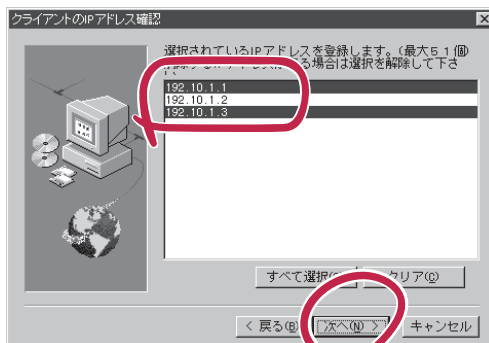 クライアントのIPアドレス確認
選択されているIPアドレスを登録します。(最大51個
場合は選択を解除して下さ
192.10.1.1
192.10.1.2
192.10.1.3
すべて選択
クリア(C)
< 戻る(B)
次へ(N) >
キャンセル